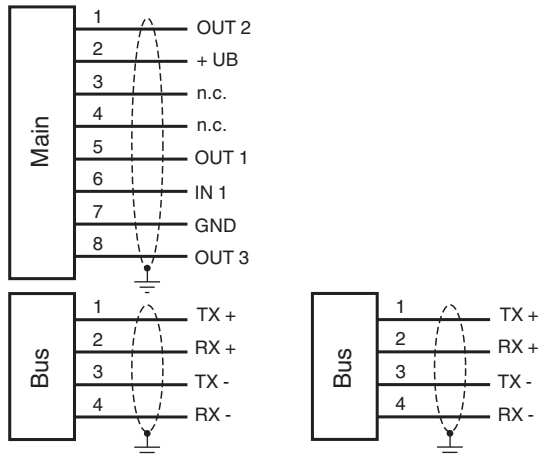 Main
1 OUT 2
2 + UB
3 n.c.
4 n.c.
5 OUT 1
6 IN 1
7 GND
8 OUT 3
Bus
1 TX +
2 RX +
3 TX -
4 RX -
Bus
1 TX +
2 RX +
3 TX -
4 RX -